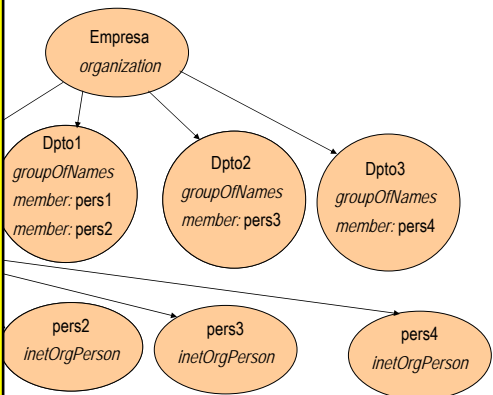 Empresa
organization
Dpto1
groupOfNames
member: pers1
member: pers2
Dpto2
groupOfNames
member: pers3
Dpto3
groupOfNames
member: pers4
pers2
inetOrgPerson
pers3
inetOrgPerson
pers4
inetOrgPerson